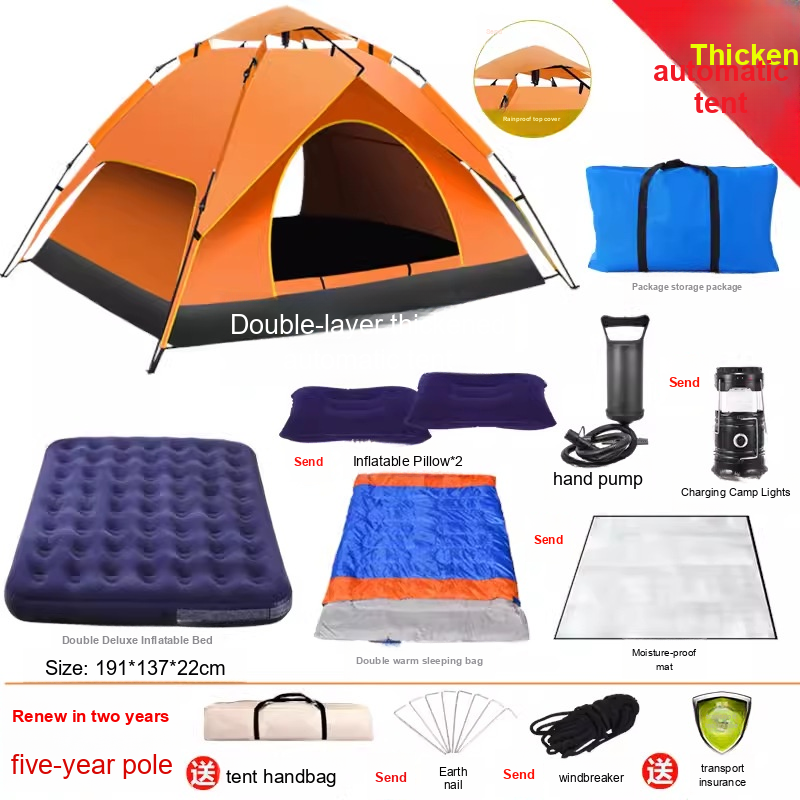 Thicken
automatic
tent
Rainproof top cover
Package storage package
Double-layer
Send
Send
Inflatable Pillow*2
hand pump
Charging Camp Lights
Send
Double Deluxe Inflatable Bed
Size: 191*137*22cm
Double warm sleeping bag
Moisture-proof
mat
Renew in two years
five-year pole
送
tent handbag
Send
Earth
nail
Send
windbreaker
送
transport
insurance